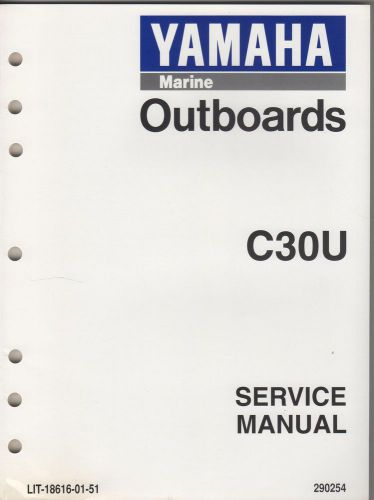 YAMAHA
Marine
Outboards
C30U
SERVICE
MANUAL
LIT-18616-01-51 290254